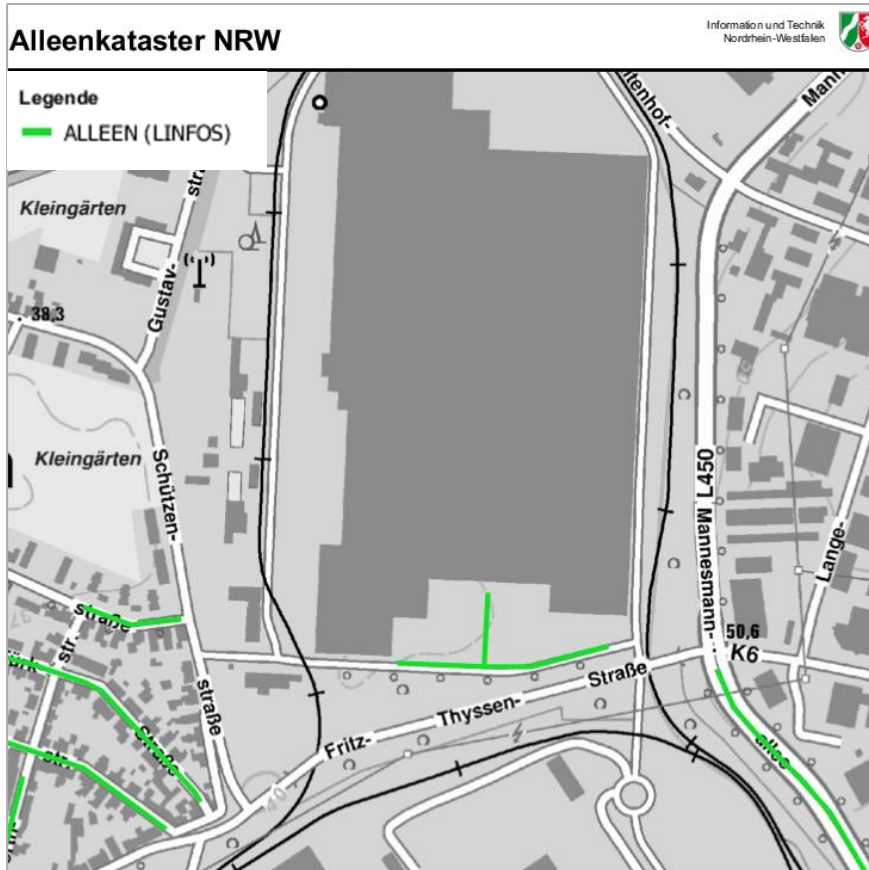 Alleenkataster NRW
Information und Technik
Nordrhein-Westfalen
Legende
ALLEEN (LINFOS)
Kleingärten
Gustav-
38,3
Kleingärten
Schützen-
L450
Mannesmann-
Lange-
straße
str.
50,6
K6
straße
Straße
Straße
Thyssen-
Fritz-
allee
str.
40